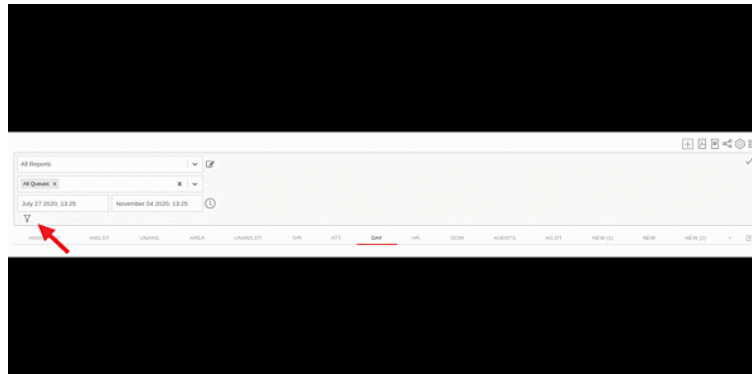 All Reports
All Queues x
July 27 2020, 13:25 November 04 2020, 13:25
ANS.DT. UNANS. AREA UNANS.DT. IVR ATT. DAY HR. DOW. AGENTS AG.DT. NEW (1) NEW NEW (2) +